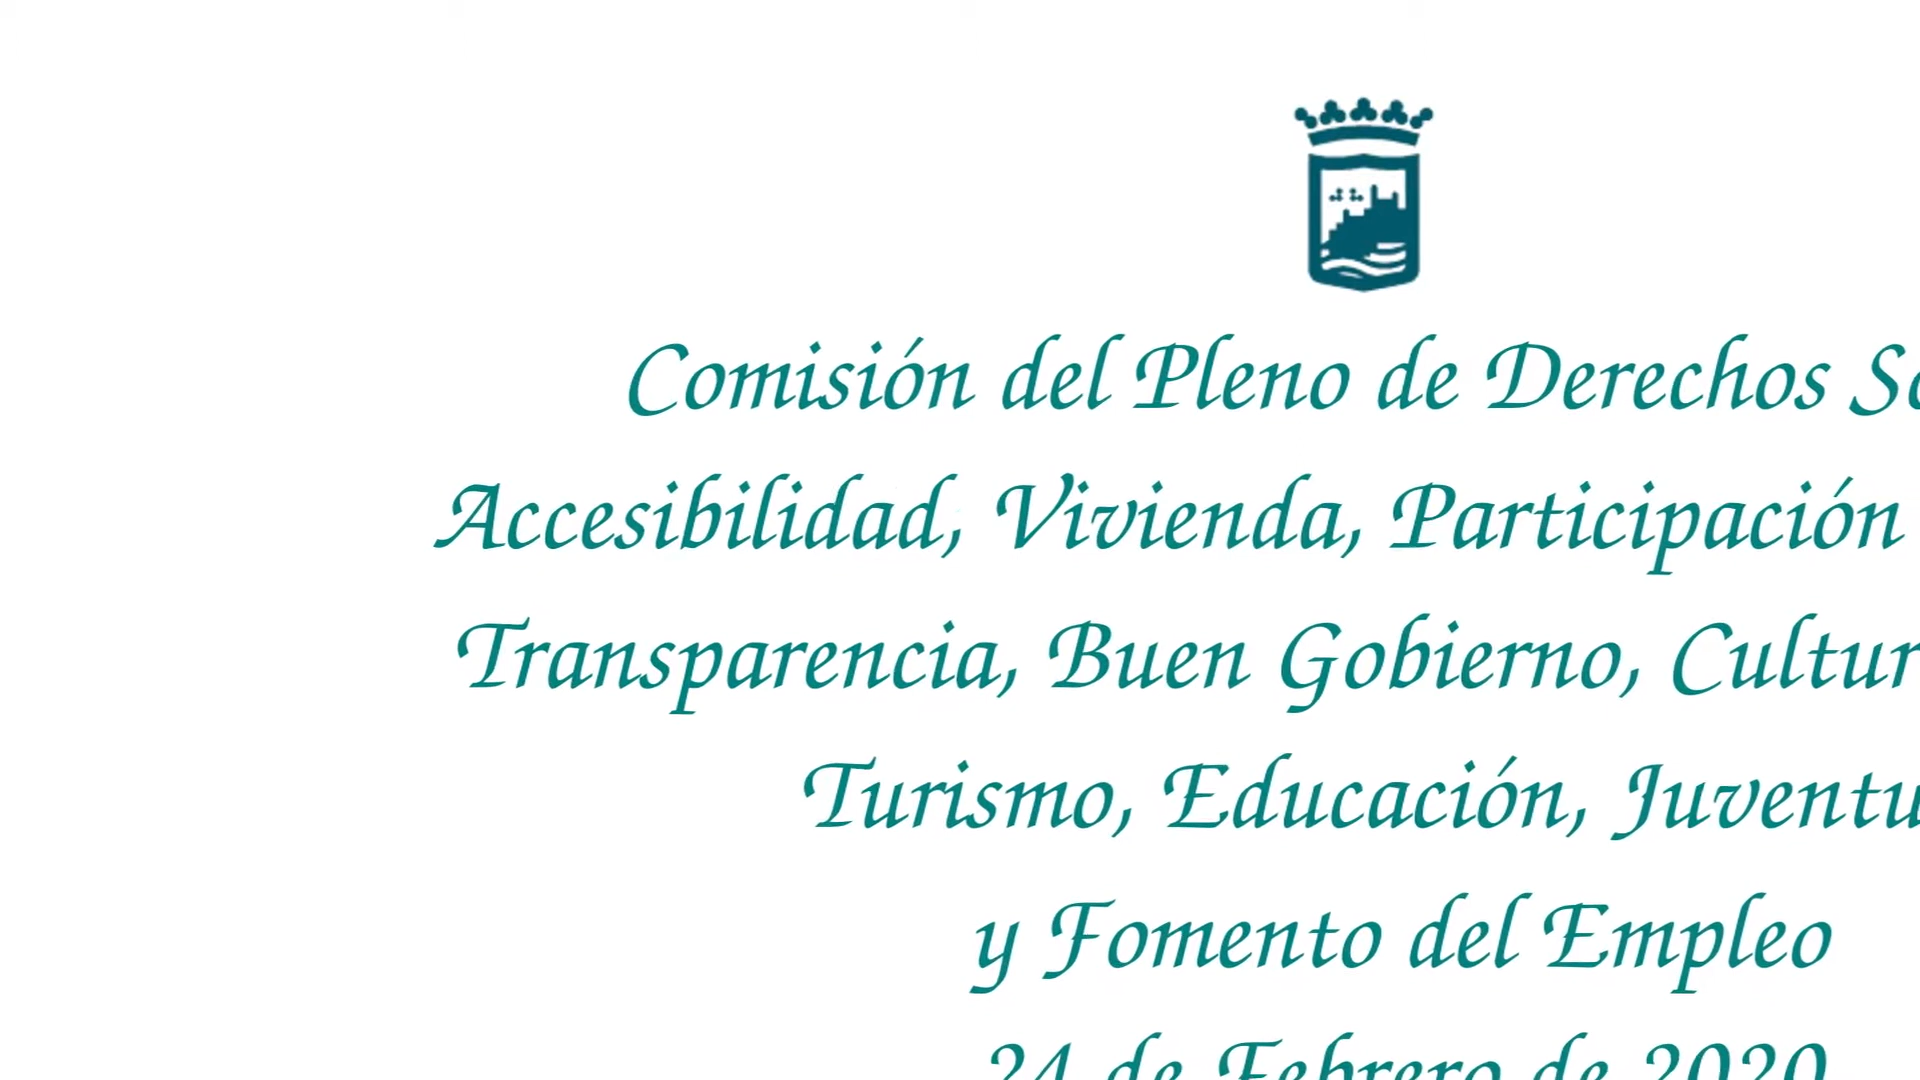 Comisión del Pleno de Derechos So
Accesibilidad, Vivienda, Participación
Transparencia, Buen Gobierno, Cultur
Turismo, Educación, Juventu
y Fomento del Empleo
24 de Febrero de 2020